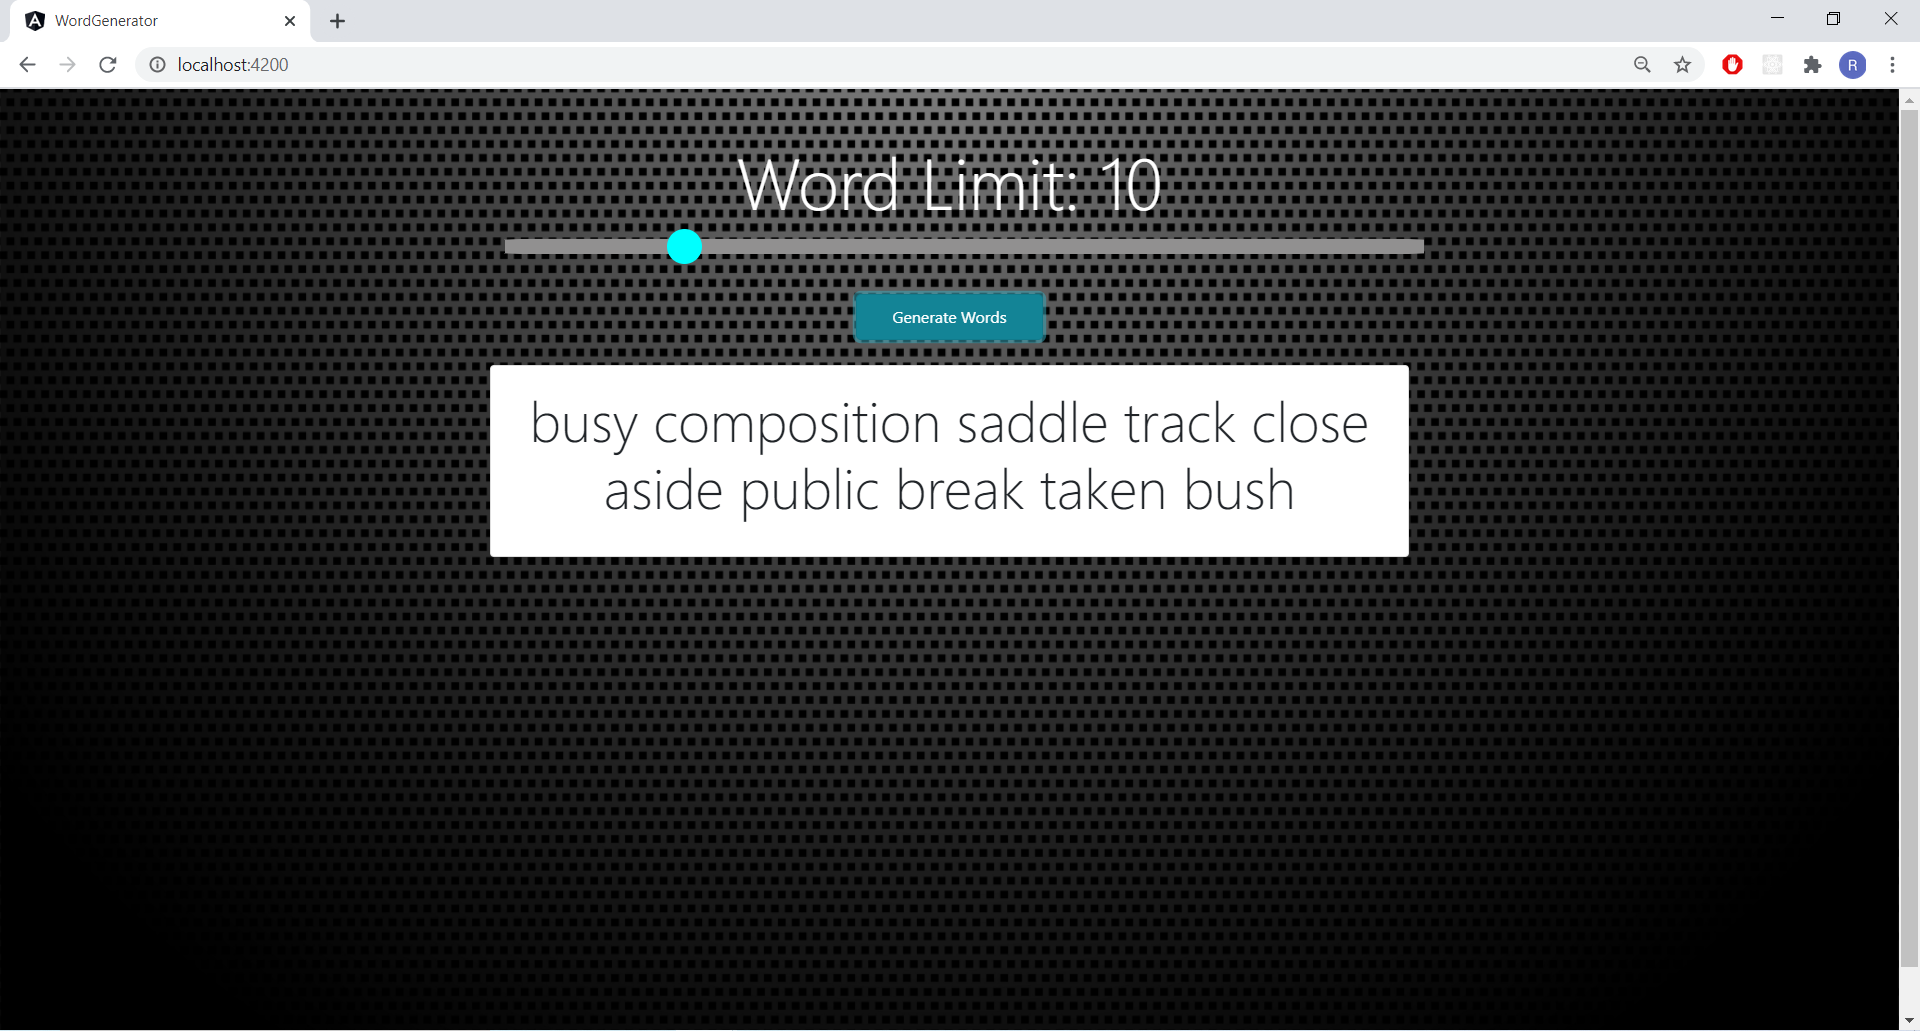 WordGenerator
localhost:4200
R
Word Limit: 10
Generate Words
busy composition saddle track close
aside public break taken bush